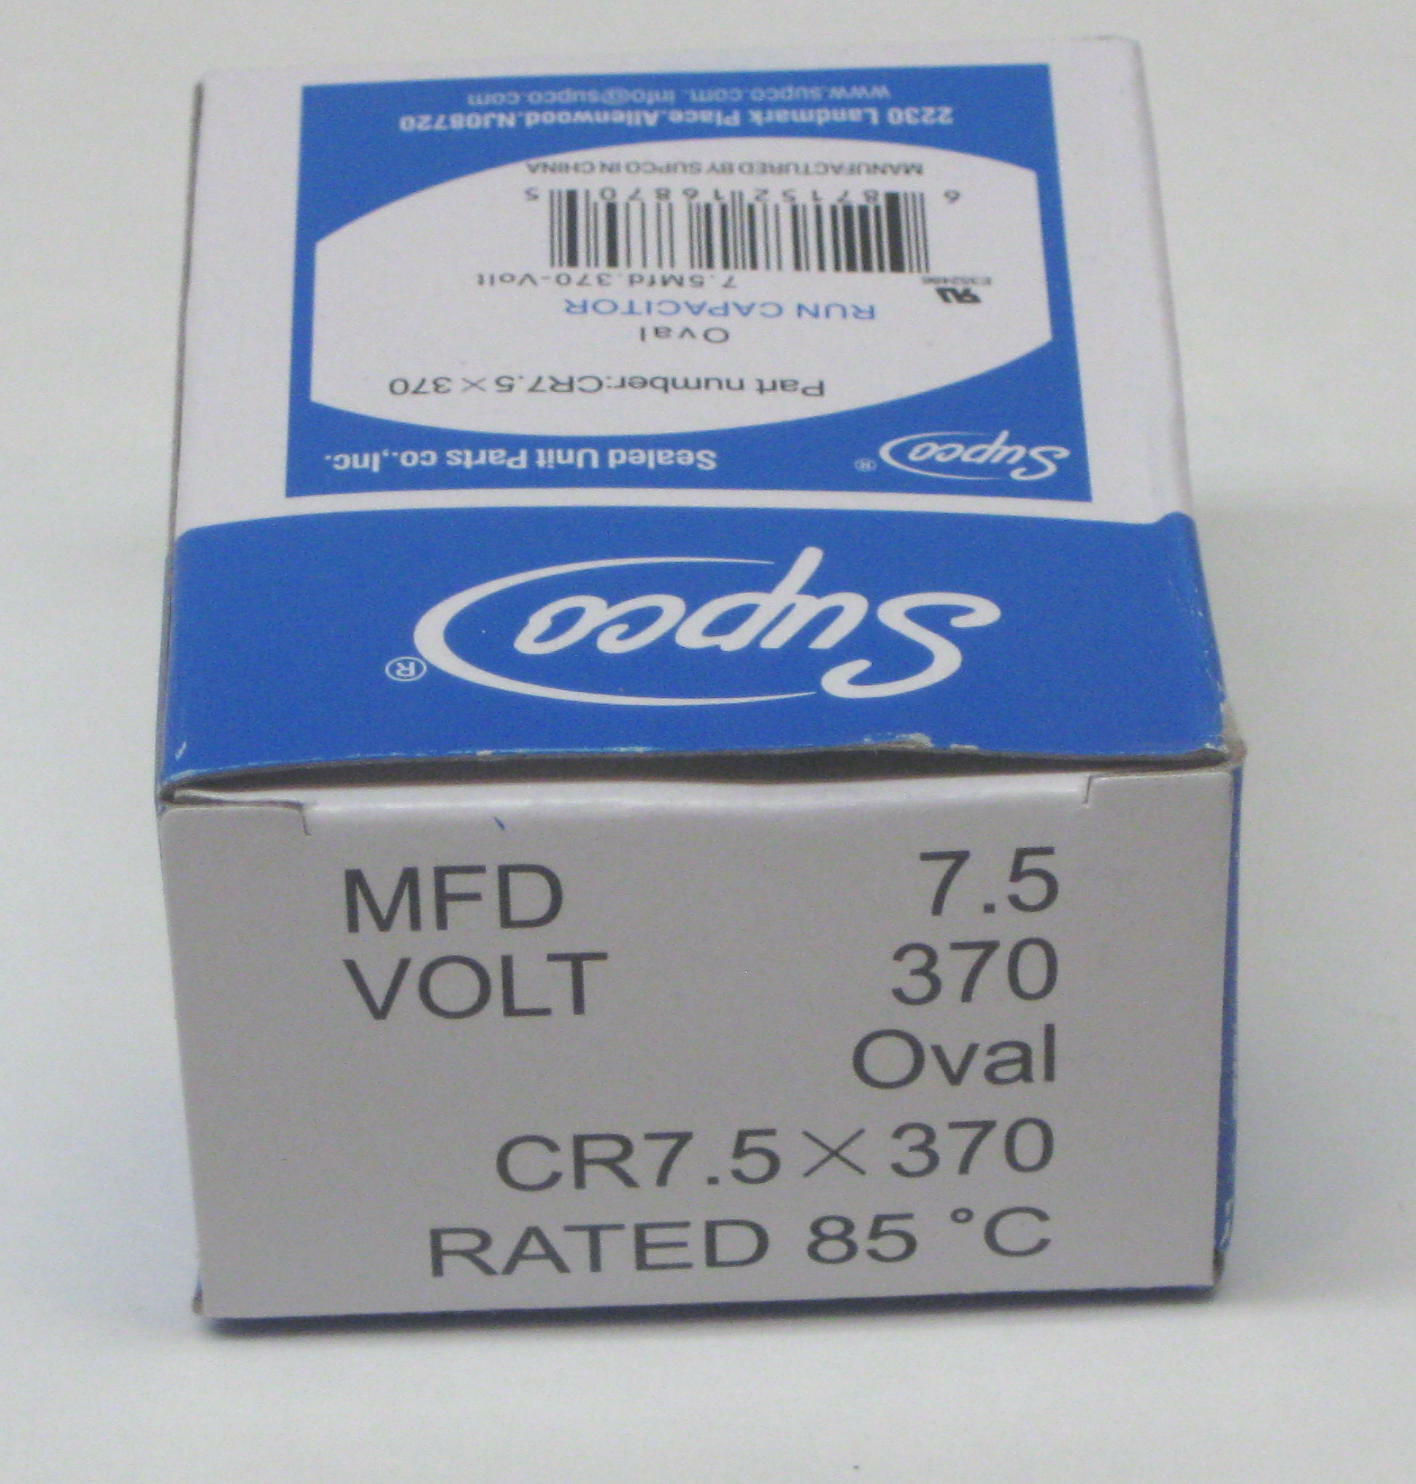 Supco®
Sealed Unit Parts co.,Inc.
Part number:CR7.5×370
Oval
RUN CAPACITOR
7.5Mfd.370-Volt
6 87152 16870 5
MANUFACTURED BY SUPCO IN CHINA
2230 Landmark Place.Allenwood.NJ08720
www.supco.com. info@supco.com
Supco®
MFD 7.5
VOLT 370
Oval
CR7.5×370
RATED 85 °C